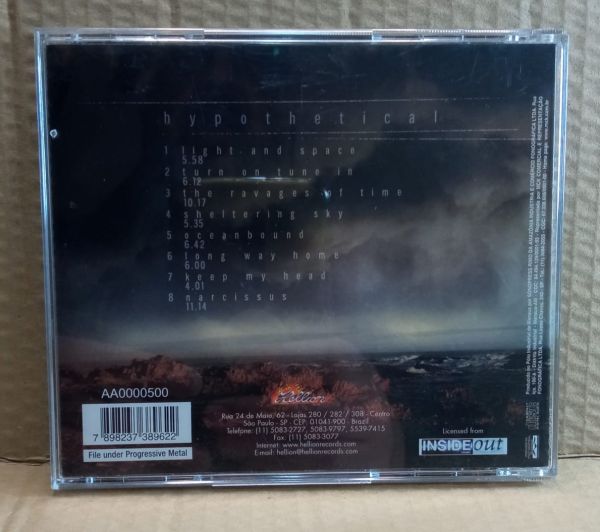 hypothetical
1 light and space
5.58
2 turn on tune in
6.12
3 the ravages of time
10.17
4 sheltering sky
5.35
5 oceanbound
6.42
6 long way home
6.00
7 keep my head
4.01
8 narcissus
11.14
AA0000500
7 898237 389622
File under Progressive Metal
Hellion
Rua 24 de Maio, 62 - Lojas 280 / 282 / 308 - Centro
São Paulo - SP - CEP: 01041-900 - Brazil
Telefone: (11) 5083-2727, 5083-9797, 5539-7415
Fax: (11) 5083-3077
Internet: www.hellionrecords.com
E-mail: hellion@hellionrecords.com
Licensed from
INSIDE out